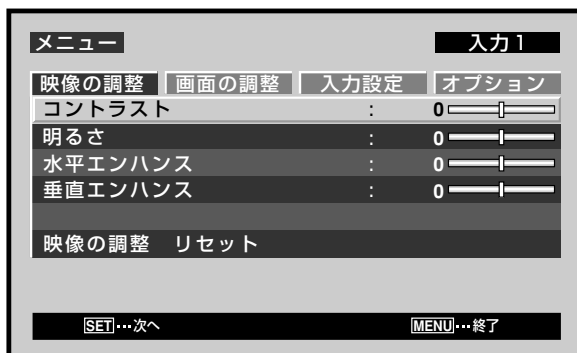 メニュー 入力1
映像の調整 画面の調整 入力設定 オプション
コントラスト : 0
明るさ : 0
水平エンハンス : 0
垂直エンハンス : 0
映像の調整 リセット
SET…次へ MENU…終了